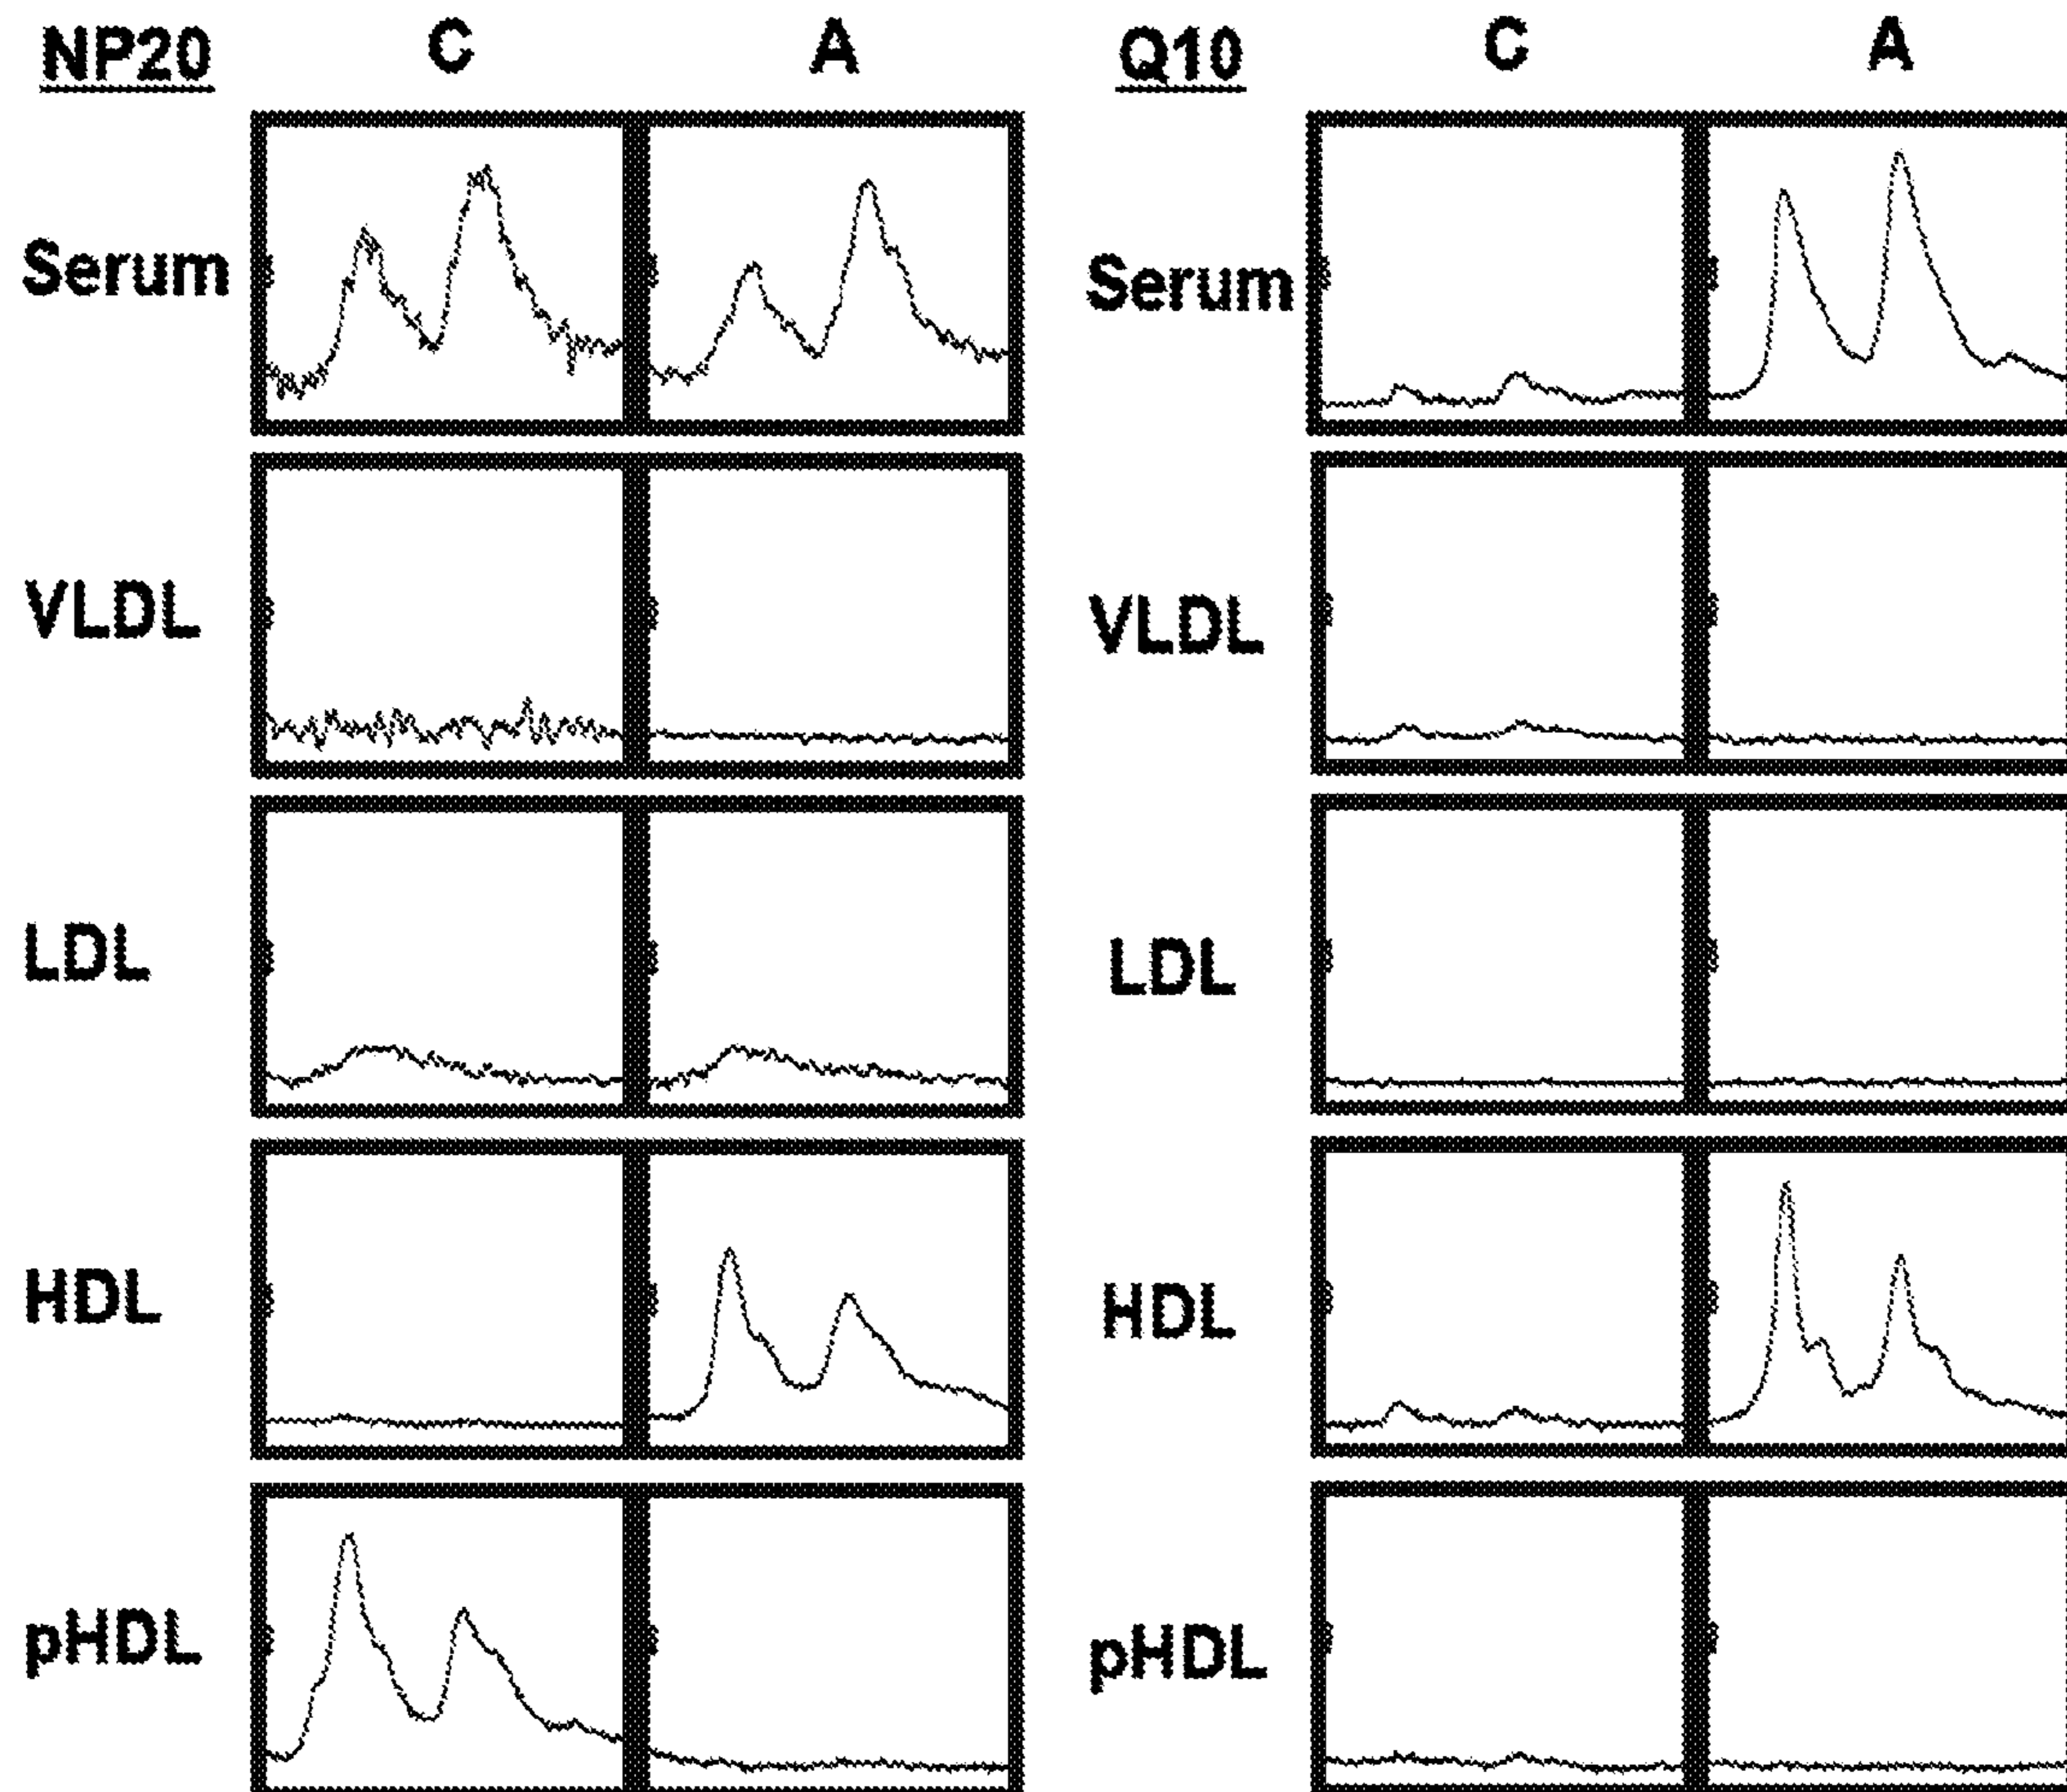 NP20 C A Q10 C A
Serum Serum
VLDL VLDL
LDL LDL
HDL HDL
pHDL pHDL